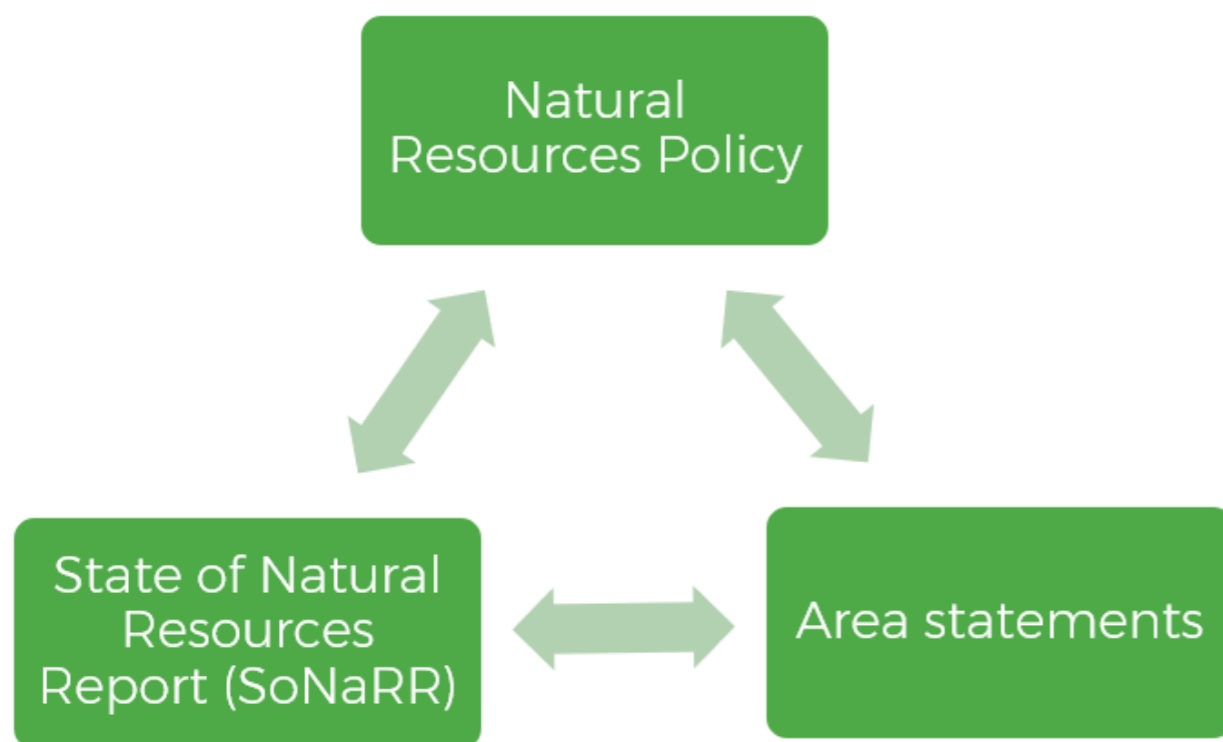 Natural
Resources Policy
State of Natural
Resources
Report (SoNaRR)
Area statements